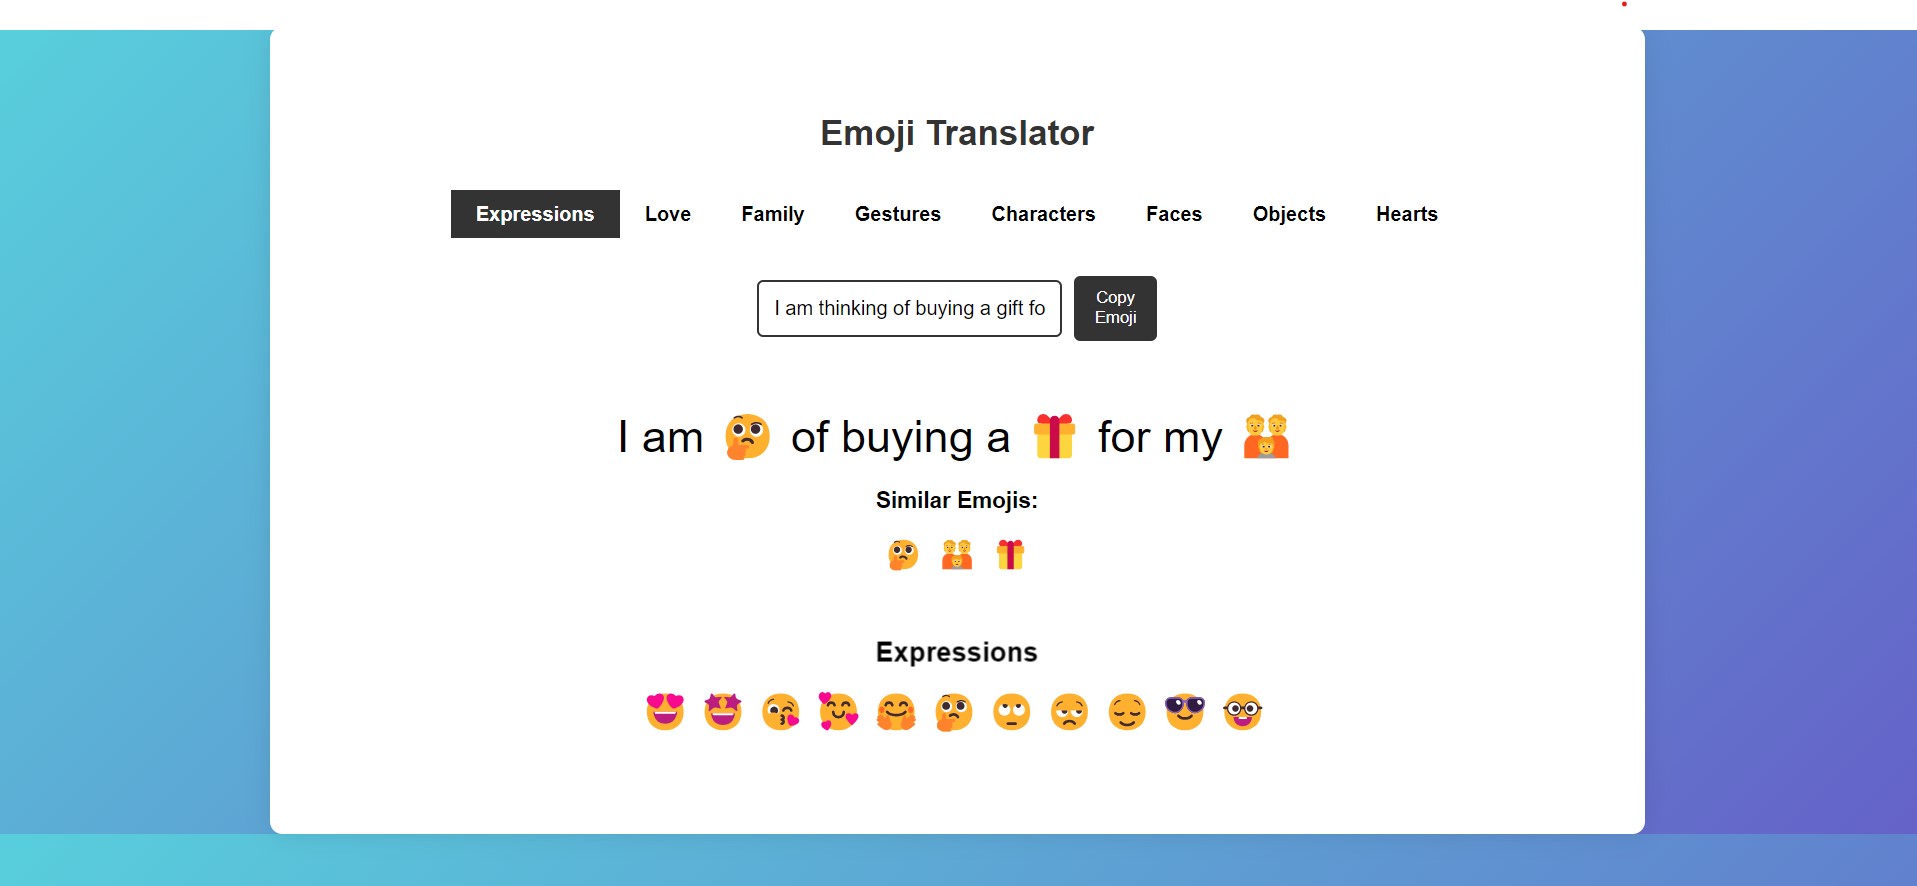 Emoji Translator
Expressions Love Family Gestures Characters Faces Objects Hearts
I am thinking of buying a gift fo
Copy
Emoji
I am 🤔 of buying a 🎁 for my 👪
Similar Emojis:
🤔 👪 🎁
Expressions
😍 🤩 😘 🥰 🤗 🤔 🙄 😒 😔 😎 🤓